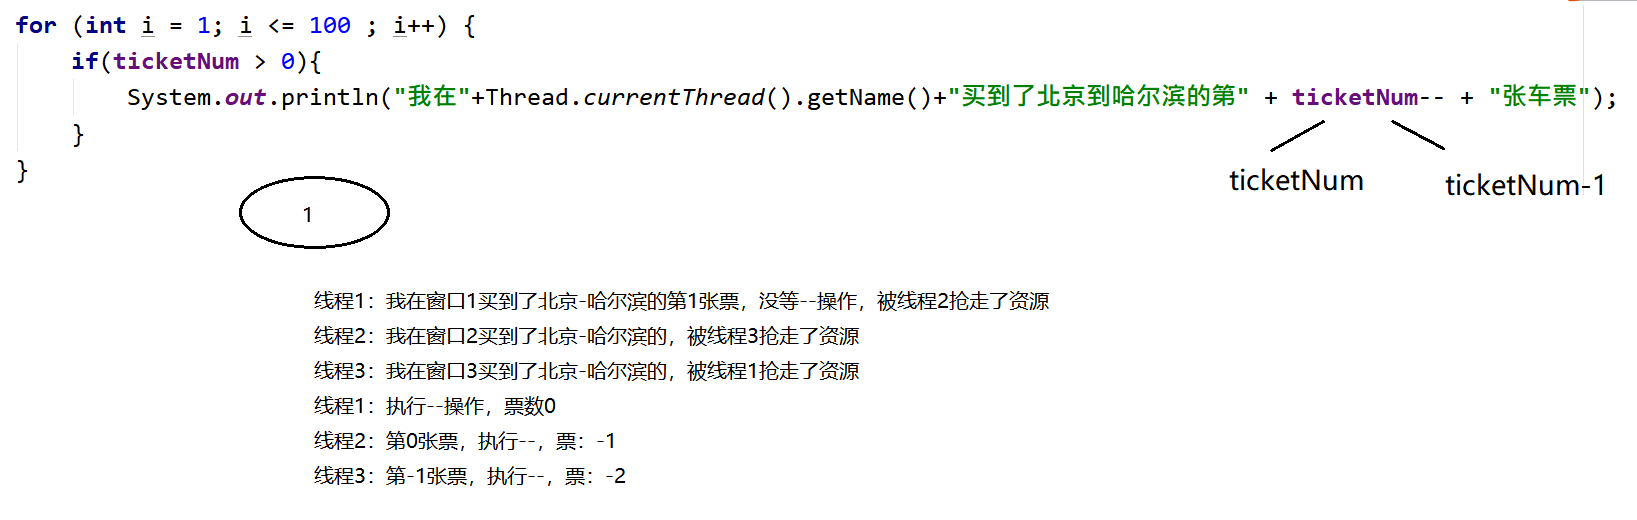 for (int i = 1; i <= 100 ; i++) {
if(ticketNum > 0){
System.out.println("我在"+Thread.currentThread().getName()+"买到了北京到哈尔滨的第" + ticketNum-- + "张车票");
}
}
ticketNum
ticketNum-1
1
线程1：我在窗口1买到了北京-哈尔滨的第1张票，没等--操作，被线程2抢走了资源
线程2：我在窗口2买到了北京-哈尔滨的，被线程3抢走了资源
线程3：我在窗口3买到了北京-哈尔滨的，被线程1抢走了资源
线程1：执行--操作，票数0
线程2：第0张票，执行--，票：-1
线程3：第-1张票，执行--，票：-2